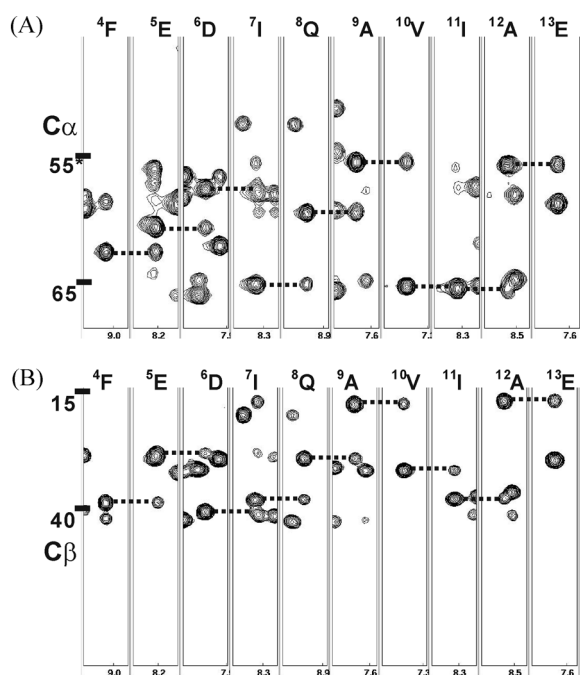 (A) ⁴F ⁵E ⁶D ⁷I ⁸Q ⁹A ¹⁰V ¹¹I ¹²A ¹³E
Cα
55*
65
9.0 8.2 7.9 8.3 8.9 7.6 7.2 8.3 8.5 7.6
(B) ⁴F ⁵E ⁶D ⁷I ⁸Q ⁹A ¹⁰V ¹¹I ¹²A ¹³E
15
40
Cβ
9.0 8.2 8.3 8.9 7.6 8.3 8.5 7.6